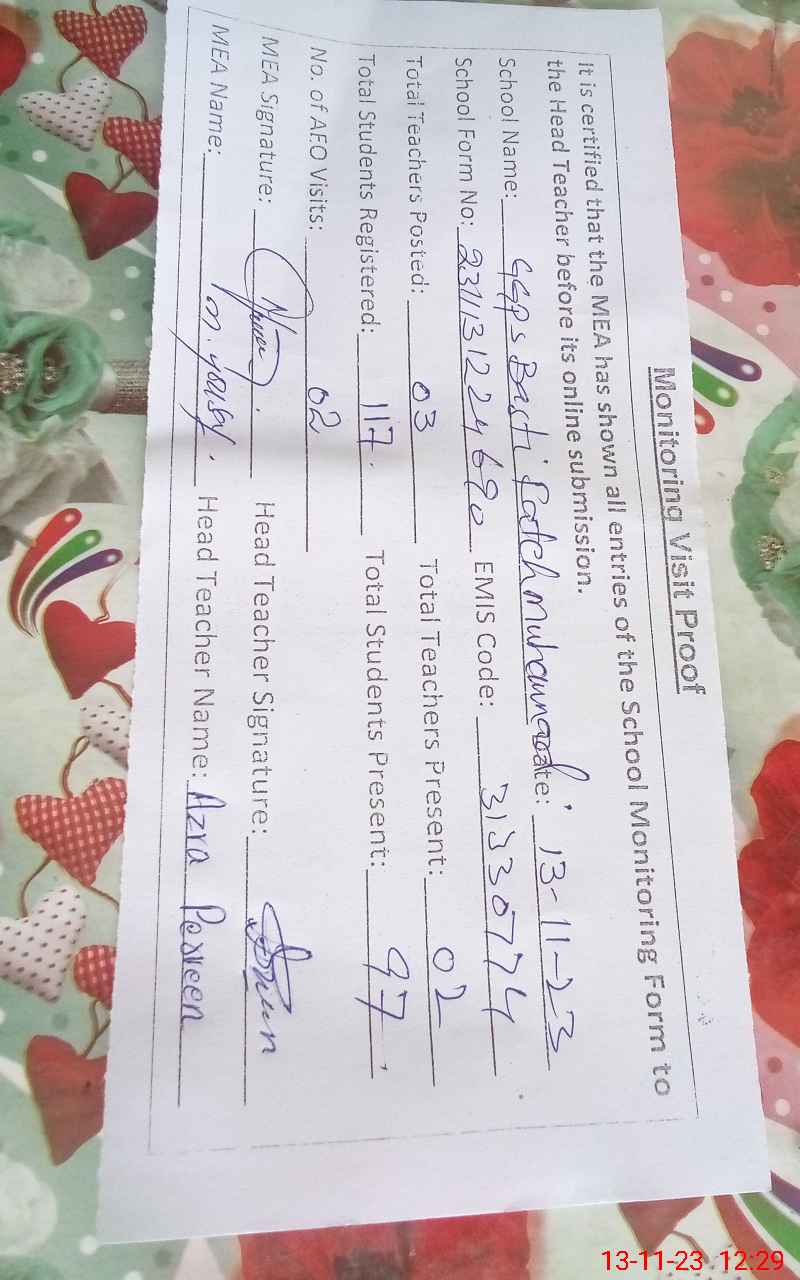 Monitoring Visit Proof
It is certified that the MEA has shown all entries of the School Monitoring Form to
the Head Teacher before its online submission.
School Name: GGPS Basti Fateh Muhammad Date: 13-11-23
School Form No: 231131224690 EMIS Code: 31330774
Total Teachers Posted: 03 Total Teachers Present: 02
Total Students Registered: 117. Total Students Present: 97
No. of AEO Visits: 02
MEA Signature: Head Teacher Signature:
MEA Name: M. Yousaf. Head Teacher Name: Azra Perveen
13-11-23 12:29